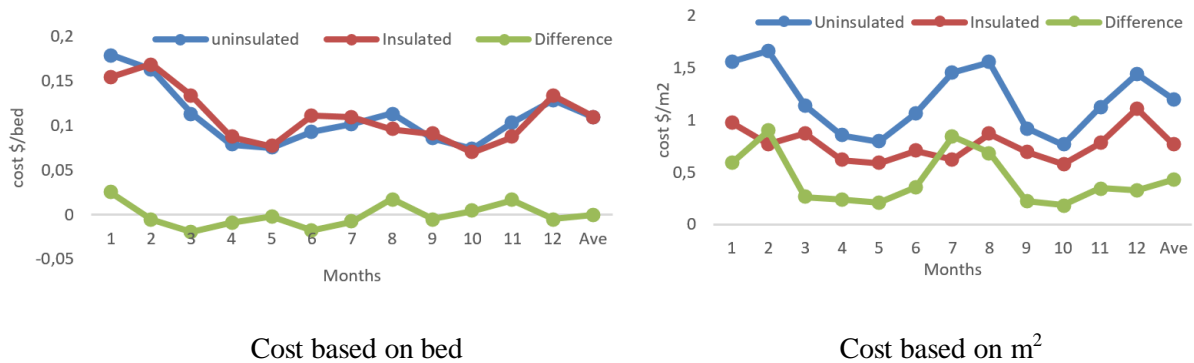 uninsulated Insulated Difference
0,2
0,15
0,1
0,05
0
-0,05
cost $/bed
1 2 3 4 5 6 7 8 9 10 11 12 Ave
Months
Cost based on bed
Uninsulated Insulated Difference
2
1,5
1
0,5
0
cost $/m2
1 2 3 4 5 6 7 8 9 10 11 12 Ave
Months
Cost based on m²